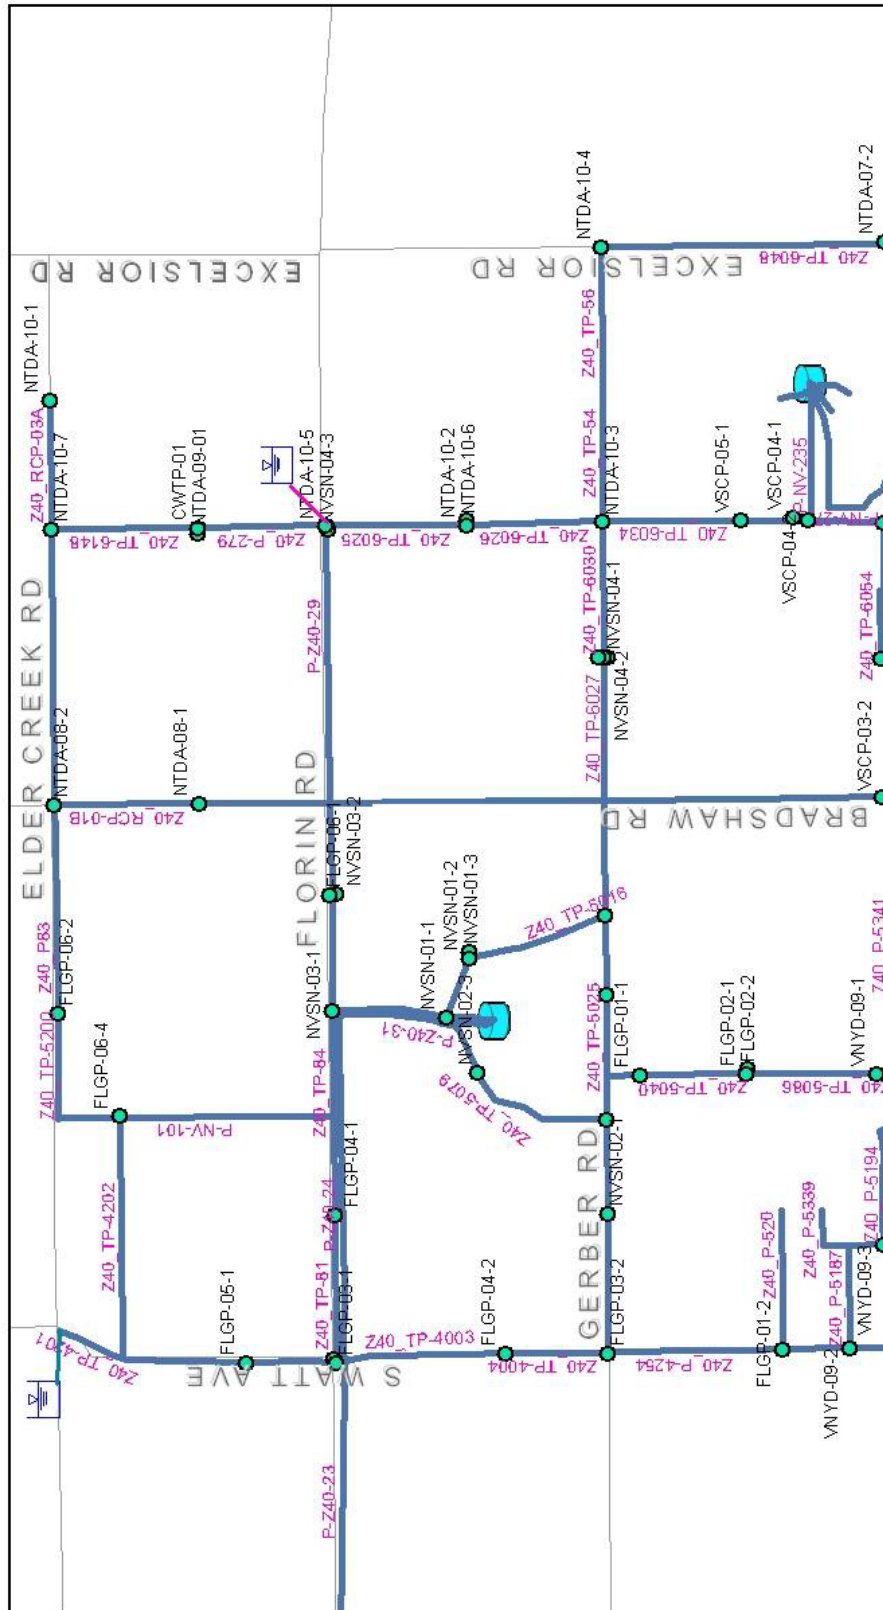 NTDA-10-4
NTDA-07-2
EXCELSIOR RD
EXCELSIOR RD
Z40_TP-6048
NTDA-10-1
Z40_RCP-03A
Z40_TP-56
NTDA-10-7
CWTP-01
NTDA-09-01
NTDA-10-5
NVSN-04-3
NTDA-10-2
NTDA-10-6
Z40_TP-54
NTDA-10-3
VSCP-05-1
VSCP-04-1
P-NV-235
Z40_TP-6148
Z40_P-279
Z40_TP-6025
Z40_TP-6026
Z40_TP-6034
ELDER CREEK RD
P-Z40-29
Z40_TP-6030
NVSN-04-1
NVSN-04-2
Z40_TP-6054
Z40_TP-6027
NTDA-08-2
NTDA-08-1
VSCP-03-2
Z40_RCP-01B
FLORIN RD
BRADSHAW RD
FLGP-06-1
NVSN-03-2
NVSN-01-2
NVSN-01-3
Z40_P83
FLGP-06-2
NVSN-03-1
NVSN-01-1
P-Z40-31
NVSN-02-3
Z40_TP-5025
FLGP-01-1
FLGP-02-1
FLGP-02-2
VNYD-09-1
Z40_P-5341
Z40_TP-5200
FLGP-06-4
P-NV-101
Z40_TP-84
Z40_TP-5079
Z40_TP-5040
Z40_TP-5086
Z40_TP-4202
FLGP-04-1
P-Z40-24
GERBER RD
NVSN-02-1
Z40_P-520
Z40_P-5339
Z40_P-5194
Z40_P-5187
FLGP-05-1
Z40_TP-81
FLGP-03-1
FLGP-04-2
FLGP-03-2
FLGP-01-2
VNYD-09-3
VNYD-09-2
Z40_TP-4201
Z40_TP-4003
Z40_TP-4004
Z40_P-4254
S WATT AVE
P-Z40-23